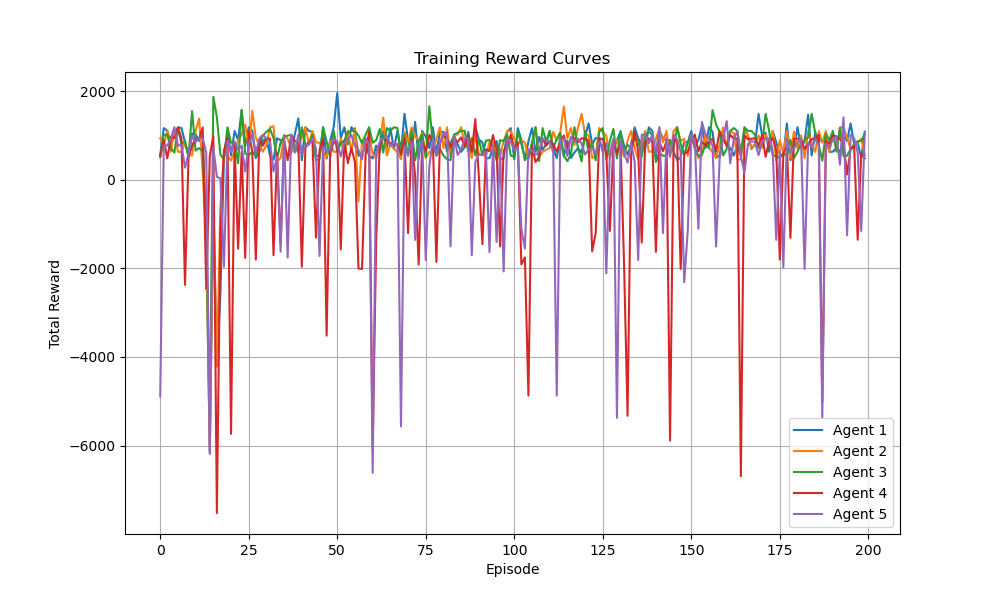 Training Reward Curves
2000
0
−2000
−4000
−6000
Total Reward
0 25 50 75 100 125 150 175 200
Episode
Agent 1
Agent 2
Agent 3
Agent 4
Agent 5